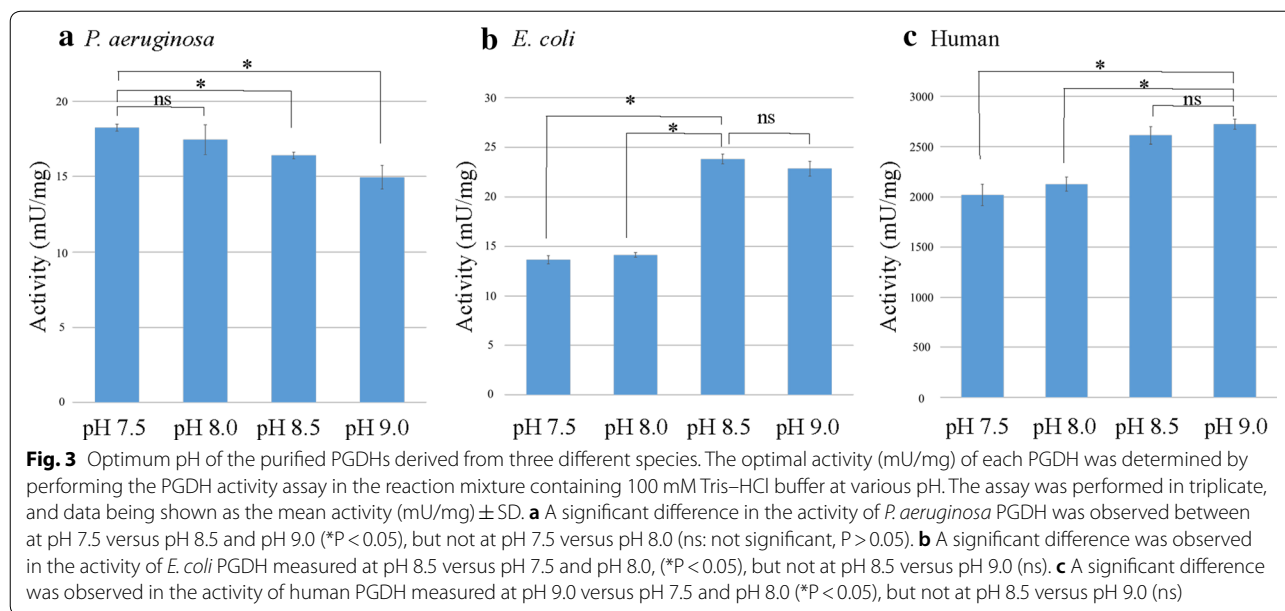 a P. aeruginosa
*
*
ns
Activity (mU/mg)
20
15
10
5
0
pH 7.5 pH 8.0 pH 8.5 pH 9.0
b E. coli
*
*
ns
Activity (mU/mg)
30
25
20
15
10
5
0
pH 7.5 pH 8.0 pH 8.5 pH 9.0
c Human
*
*
ns
Activity (mU/mg)
3000
2500
2000
1500
1000
500
0
pH 7.5 pH 8.0 pH 8.5 pH 9.0
Fig. 3 Optimum pH of the purified PGDHs derived from three different species. The optimal activity (mU/mg) of each PGDH was determined by
performing the PGDH activity assay in the reaction mixture containing 100 mM Tris–HCl buffer at various pH. The assay was performed in triplicate,
and data being shown as the mean activity (mU/mg) ± SD. a A significant difference in the activity of P. aeruginosa PGDH was observed between
at pH 7.5 versus pH 8.5 and pH 9.0 (*P < 0.05), but not at pH 7.5 versus pH 8.0 (ns: not significant, P > 0.05). b A significant difference was observed
in the activity of E. coli PGDH measured at pH 8.5 versus pH 7.5 and pH 8.0, (*P < 0.05), but not at pH 8.5 versus pH 9.0 (ns). c A significant difference
was observed in the activity of human PGDH measured at pH 9.0 versus pH 7.5 and pH 8.0 (*P < 0.05), but not at pH 8.5 versus pH 9.0 (ns)